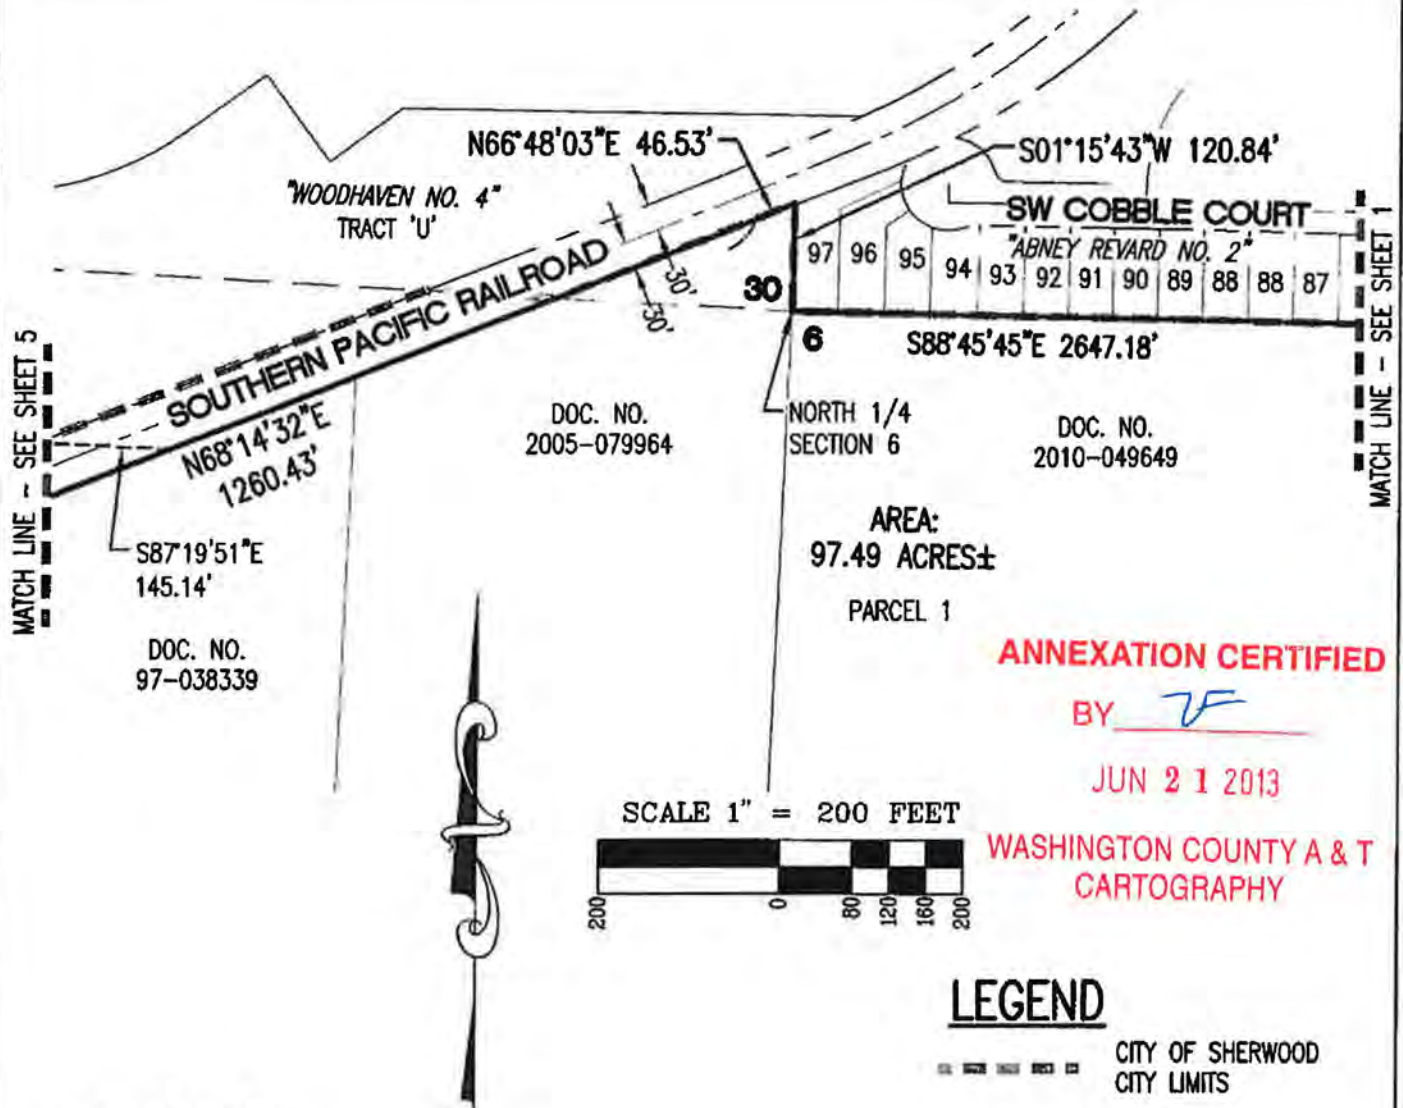 N66°48'03"E 46.53'
S01°15'43"W 120.84'
"WOODHAVEN NO. 4"
TRACT 'U'
SW COBBLE COURT
"ABNEY REVARD NO. 2"
97 96 95 94 93 92 91 90 89 88 88 87
SOUTHERN PACIFIC RAILROAD
30'
30'
30
6
S88°45'45"E 2647.18'
MATCH LINE - SEE SHEET 1
MATCH LINE - SEE SHEET 5
N68°14'32"E
1260.43'
DOC. NO.
2005-079964
NORTH 1/4
SECTION 6
DOC. NO.
2010-049649
S87°19'51"E
145.14'
AREA:
97.49 ACRES±
PARCEL 1
DOC. NO.
97-038339
ANNEXATION CERTIFIED
BY VF
JUN 21 2013
WASHINGTON COUNTY A & T
CARTOGRAPHY
SCALE 1" = 200 FEET
200 0 80 120 160 200
LEGEND
CITY OF SHERWOOD
CITY LIMITS